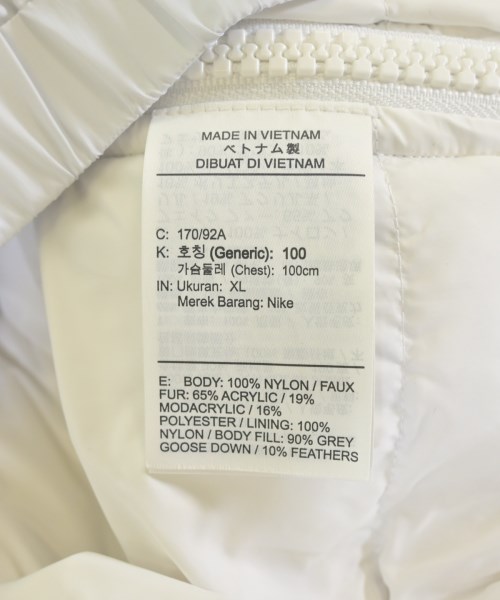 MADE IN VIETNAM
ベトナム製
DIBUAT DI VIETNAM
C: 170/92A
K: 호칭 (Generic): 100
가슴둘레 (Chest): 100cm
IN: Ukuran: XL
Merek Barang: Nike
E: BODY: 100% NYLON / FAUX
FUR: 65% ACRYLIC / 19%
MODACRYLIC / 16%
POLYESTER / LINING: 100%
NYLON / BODY FILL: 90% GREY
GOOSE DOWN / 10% FEATHERS